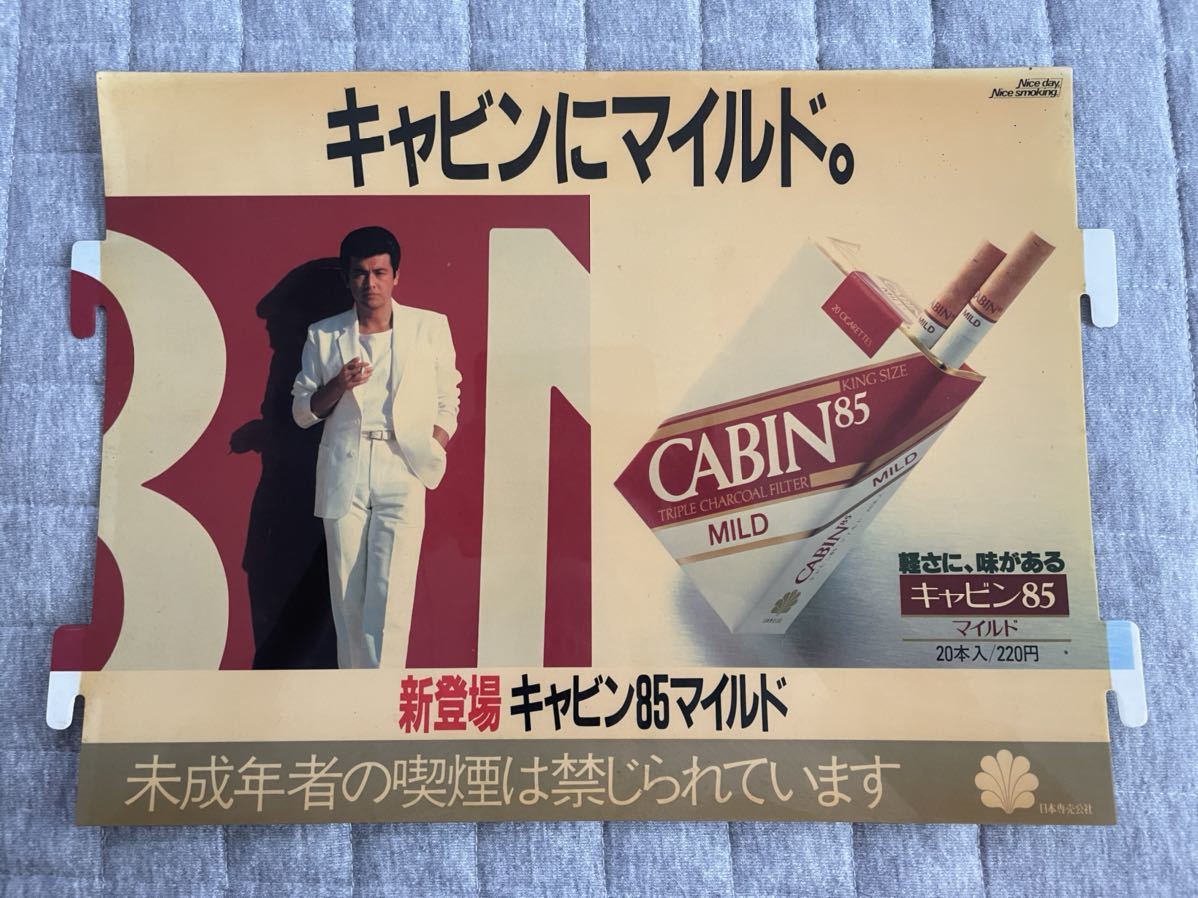 Nice day,
Nice smoking.
キャビンにマイルド。
BIN
20 CIGARETTES
CABIN
MILD
CABIN
MILD
KING SIZE
CABIN85
TRIPLE CHARCOAL FILTER
MILD
CABIN85
MILD
軽さに、味がある
キャビン85
マイルド
20本入/220円
新登場 キャビン85マイルド
未成年者の喫煙は禁じられています
日本専売公社